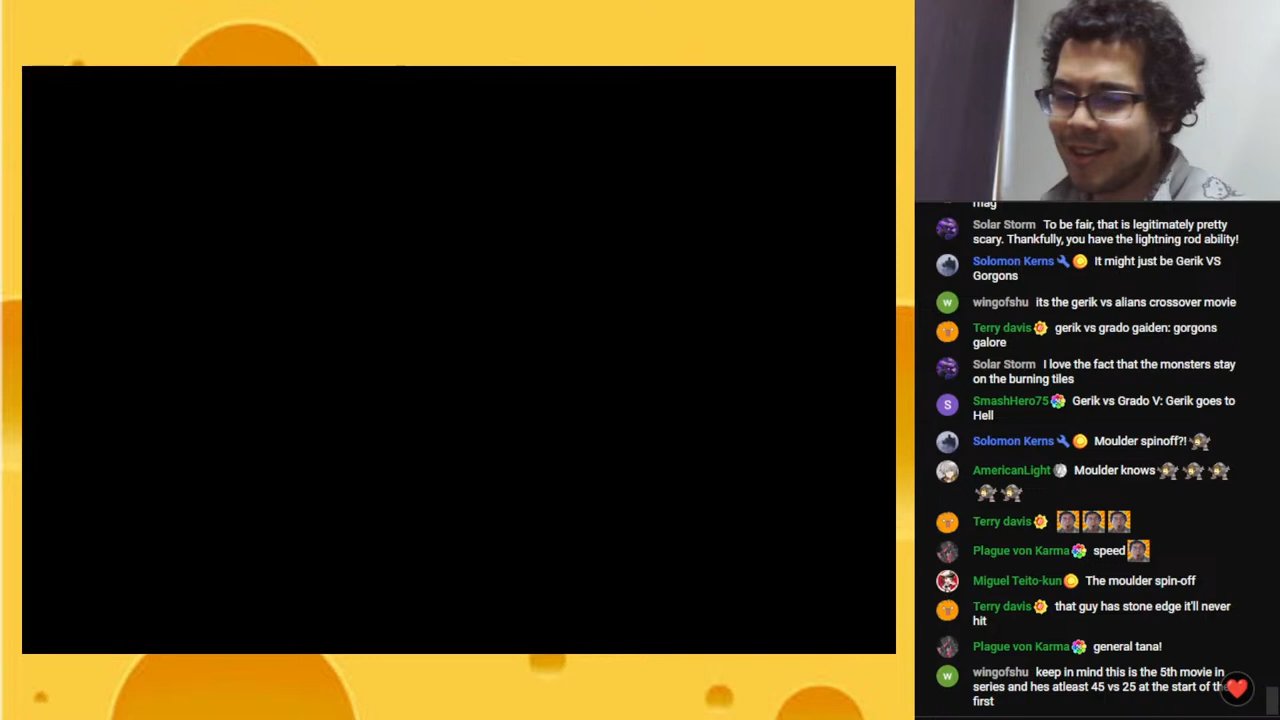 mag
Solar Storm To be fair, that is legitimately pretty
scary. Thankfully, you have the lightning rod ability!
Solomon Kerns It might just be Gerik VS
Gorgons
w wingofshu its the gerik vs alians crossover movie
Terry davis gerik vs grado gaiden: gorgons
galore
Solar Storm I love the fact that the monsters stay
on the burning tiles
S SmashHero75 Gerik vs Grado V: Gerik goes to
Hell
Solomon Kerns Moulder spinoff?!
AmericanLight Moulder knows
Terry davis
Plague von Karma speed
Miguel Teito-kun The moulder spin-off
Terry davis that guy has stone edge it'll never
hit
Plague von Karma general tana!
w wingofshu keep in mind this is the 5th movie in
series and hes atleast 45 vs 25 at the start of the
first